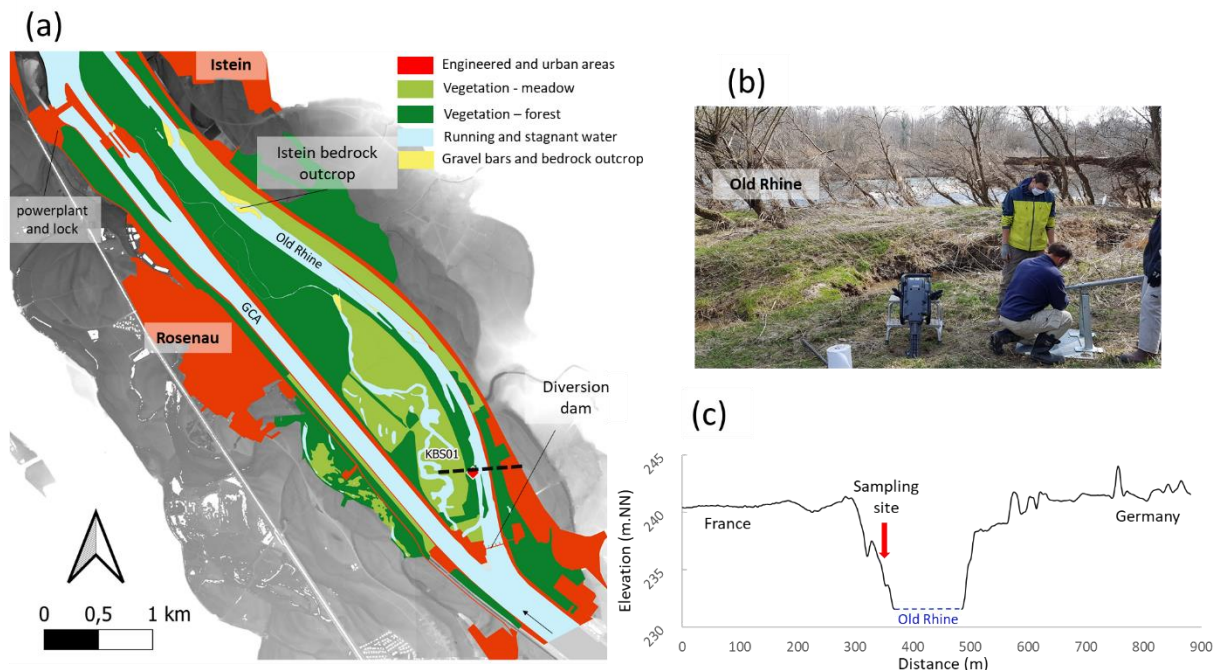 (a)
Istein
Engineered and urban areas
Vegetation - meadow
Vegetation – forest
Running and stagnant water
Gravel bars and bedrock outcrop
Istein bedrock
outcrop
powerplant
and lock
Old Rhine
GCA
Rosenau
Diversion
dam
KBS01
0 0,5 1 km
(b)
Old Rhine
(c)
245
240
235
230
Elevation (m.NN)
Sampling
site
France
Germany
Old Rhine
0 100 200 300 400 500 600 700 800 900
Distance (m)